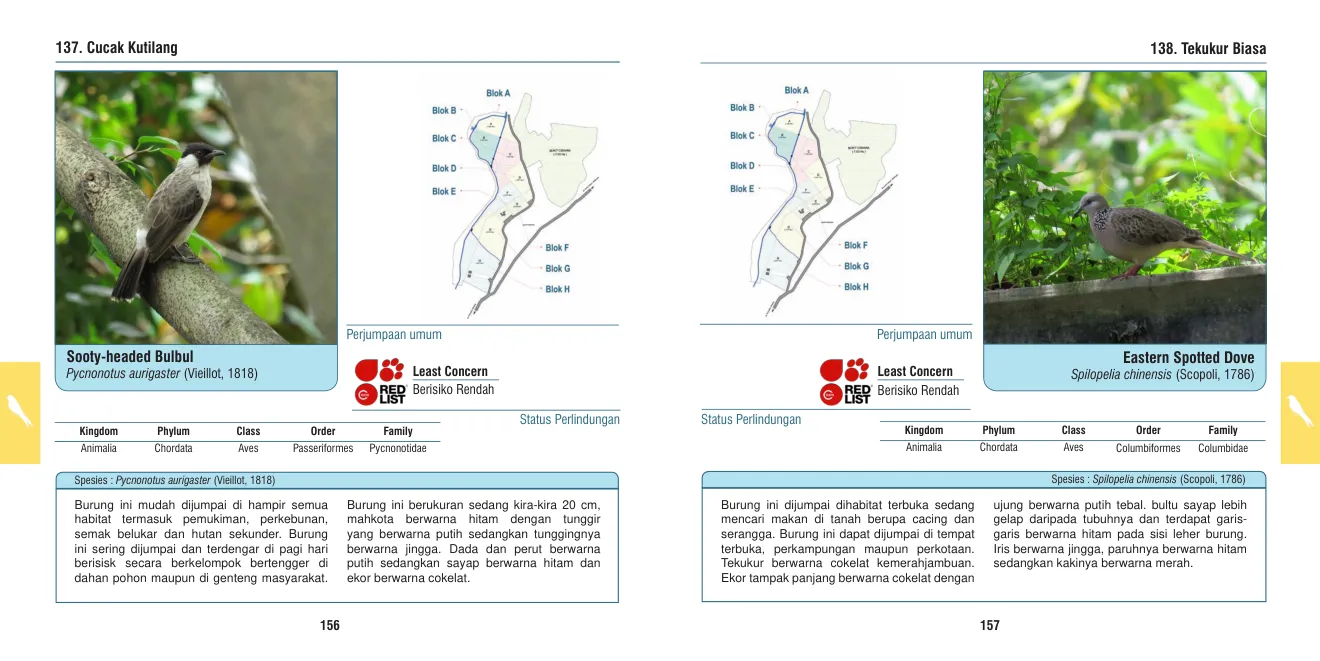 137. Cucak Kutilang
Blok A
Blok B
Blok C
Blok D
Blok E
Blok F
Blok G
Blok H
Perjumpaan umum
Sooty-headed Bulbul
Pycnonotus aurigaster (Vieillot, 1818)
RED LIST
Least Concern
Berisiko Rendah
Status Perlindungan
Kingdom Phylum Class Order Family
Animalia Chordata Aves Passeriformes Pycnonotidae
Spesies : Pycnonotus aurigaster (Vieillot, 1818)
Burung ini mudah dijumpai di hampir semua
habitat termasuk pemukiman, perkebunan,
semak belukar dan hutan sekunder. Burung
ini sering dijumpai dan terdengar di pagi hari
berisisk secara berkelompok bertengger di
dahan pohon maupun di genteng masyarakat.
Burung ini berukuran sedang kira-kira 20 cm,
mahkota berwarna hitam dengan tunggir
yang berwarna putih sedangkan tunggingnya
berwarna jingga. Dada dan perut berwarna
putih sedangkan sayap berwarna hitam dan
ekor berwarna cokelat.
156
138. Tekukur Biasa
Blok A
Blok B
Blok C
Blok D
Blok E
Blok F
Blok G
Blok H
Perjumpaan umum
Eastern Spotted Dove
Spilopelia chinensis (Scopoli, 1786)
RED LIST
Least Concern
Berisiko Rendah
Status Perlindungan
Kingdom Phylum Class Order Family
Animalia Chordata Aves Columbiformes Columbidae
Spesies : Spilopelia chinensis (Scopoli, 1786)
Burung ini dijumpai dihabitat terbuka sedang
mencari makan di tanah berupa cacing dan
serangga. Burung ini dapat dijumpai di tempat
terbuka, perkampungan maupun perkotaan.
Tekukur berwarna cokelat kemerahjambuan.
Ekor tampak panjang berwarna cokelat dengan
ujung berwarna putih tebal. bultu sayap lebih
gelap daripada tubuhnya dan terdapat garis-
garis berwarna hitam pada sisi leher burung.
Iris berwarna jingga, paruhnya berwarna hitam
sedangkan kakinya berwarna merah.
157